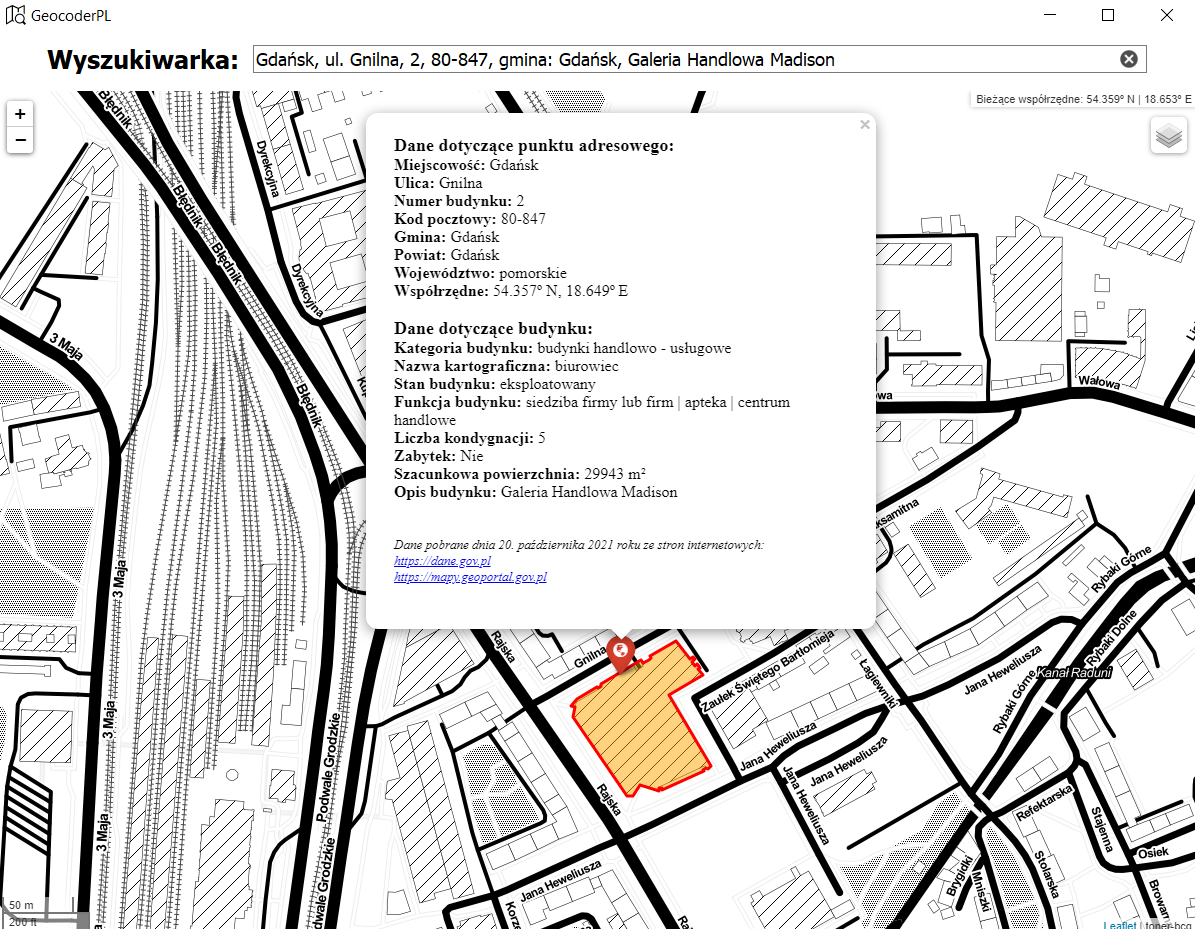 GeocoderPL
Wyszukiwarka: Gdańsk, ul. Gnilna, 2, 80-847, gmina: Gdańsk, Galeria Handlowa Madison
+
−
Bieżące współrzędne: 54.359° N | 18.653° E
×
Dane dotyczące punktu adresowego:
Miejscowość: Gdańsk
Ulica: Gnilna
Numer budynku: 2
Kod pocztowy: 80-847
Gmina: Gdańsk
Powiat: Gdańsk
Województwo: pomorskie
Współrzędne: 54.357° N, 18.649° E
Dane dotyczące budynku:
Kategoria budynku: budynki handlowo - usługowe
Nazwa kartograficzna: biurowiec
Stan budynku: eksploatowany
Funkcja budynku: siedziba firmy lub firm | apteka | centrum
handlowe
Liczba kondygnacji: 5
Zabytek: Nie
Szacunkowa powierzchnia: 29943 m²
Opis budynku: Galeria Handlowa Madison
Dane pobrane dnia 20. października 2021 roku ze stron internetowych:
https://dane.gov.pl
https://mapy.geoportal.gov.pl
Błędnik
Dyrekcyjna
Błędnik
Błędnik
Dyrekcyjna
3 Maja
Błędnik
Wałowa
Rybaki Górne
3 Maja
Rybaki Dolne
Gnilna
Rajska
Zaułek Świętego Bartłomieja
Łagiewniki
Jana Heweliusza
Kanał Raduni
Rybaki Górne
3 Maja
Podwale Grodzkie
Jana Heweliusza
Jana Heweliusza
Jana Heweliusza
Rajska
Refektarska
Stajenna
3 Maja
Osiek
Jana Heweliusza
Brygidki
Mniszki
Stolarska
50 m
200 ft
Leaflet | toner-bcg